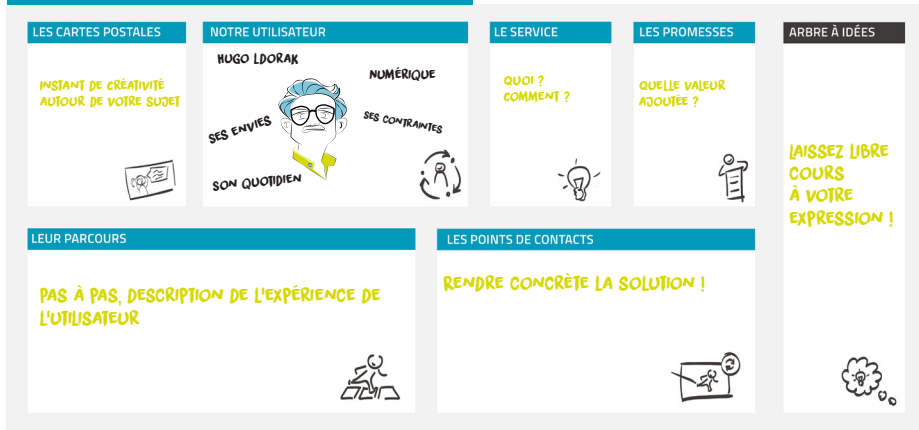 LES CARTES POSTALES
INSTANT DE CRÉATIVITÉ
AUTOUR DE VOTRE SUJET
NOTRE UTILISATEUR
HUGO LDORAK
NUMÉRIQUE
SES ENVIES
SES CONTRAINTES
SON QUOTIDIEN
LE SERVICE
QUOI ?
COMMENT ?
LES PROMESSES
QUELLE VALEUR
AJOUTÉE ?
ARBRE À IDÉES
LAISSEZ LIBRE
COURS
À VOTRE
EXPRESSION !
LEUR PARCOURS
PAS À PAS, DESCRIPTION DE L'EXPÉRIENCE DE
L'UTILISATEUR
LES POINTS DE CONTACTS
RENDRE CONCRÈTE LA SOLUTION !